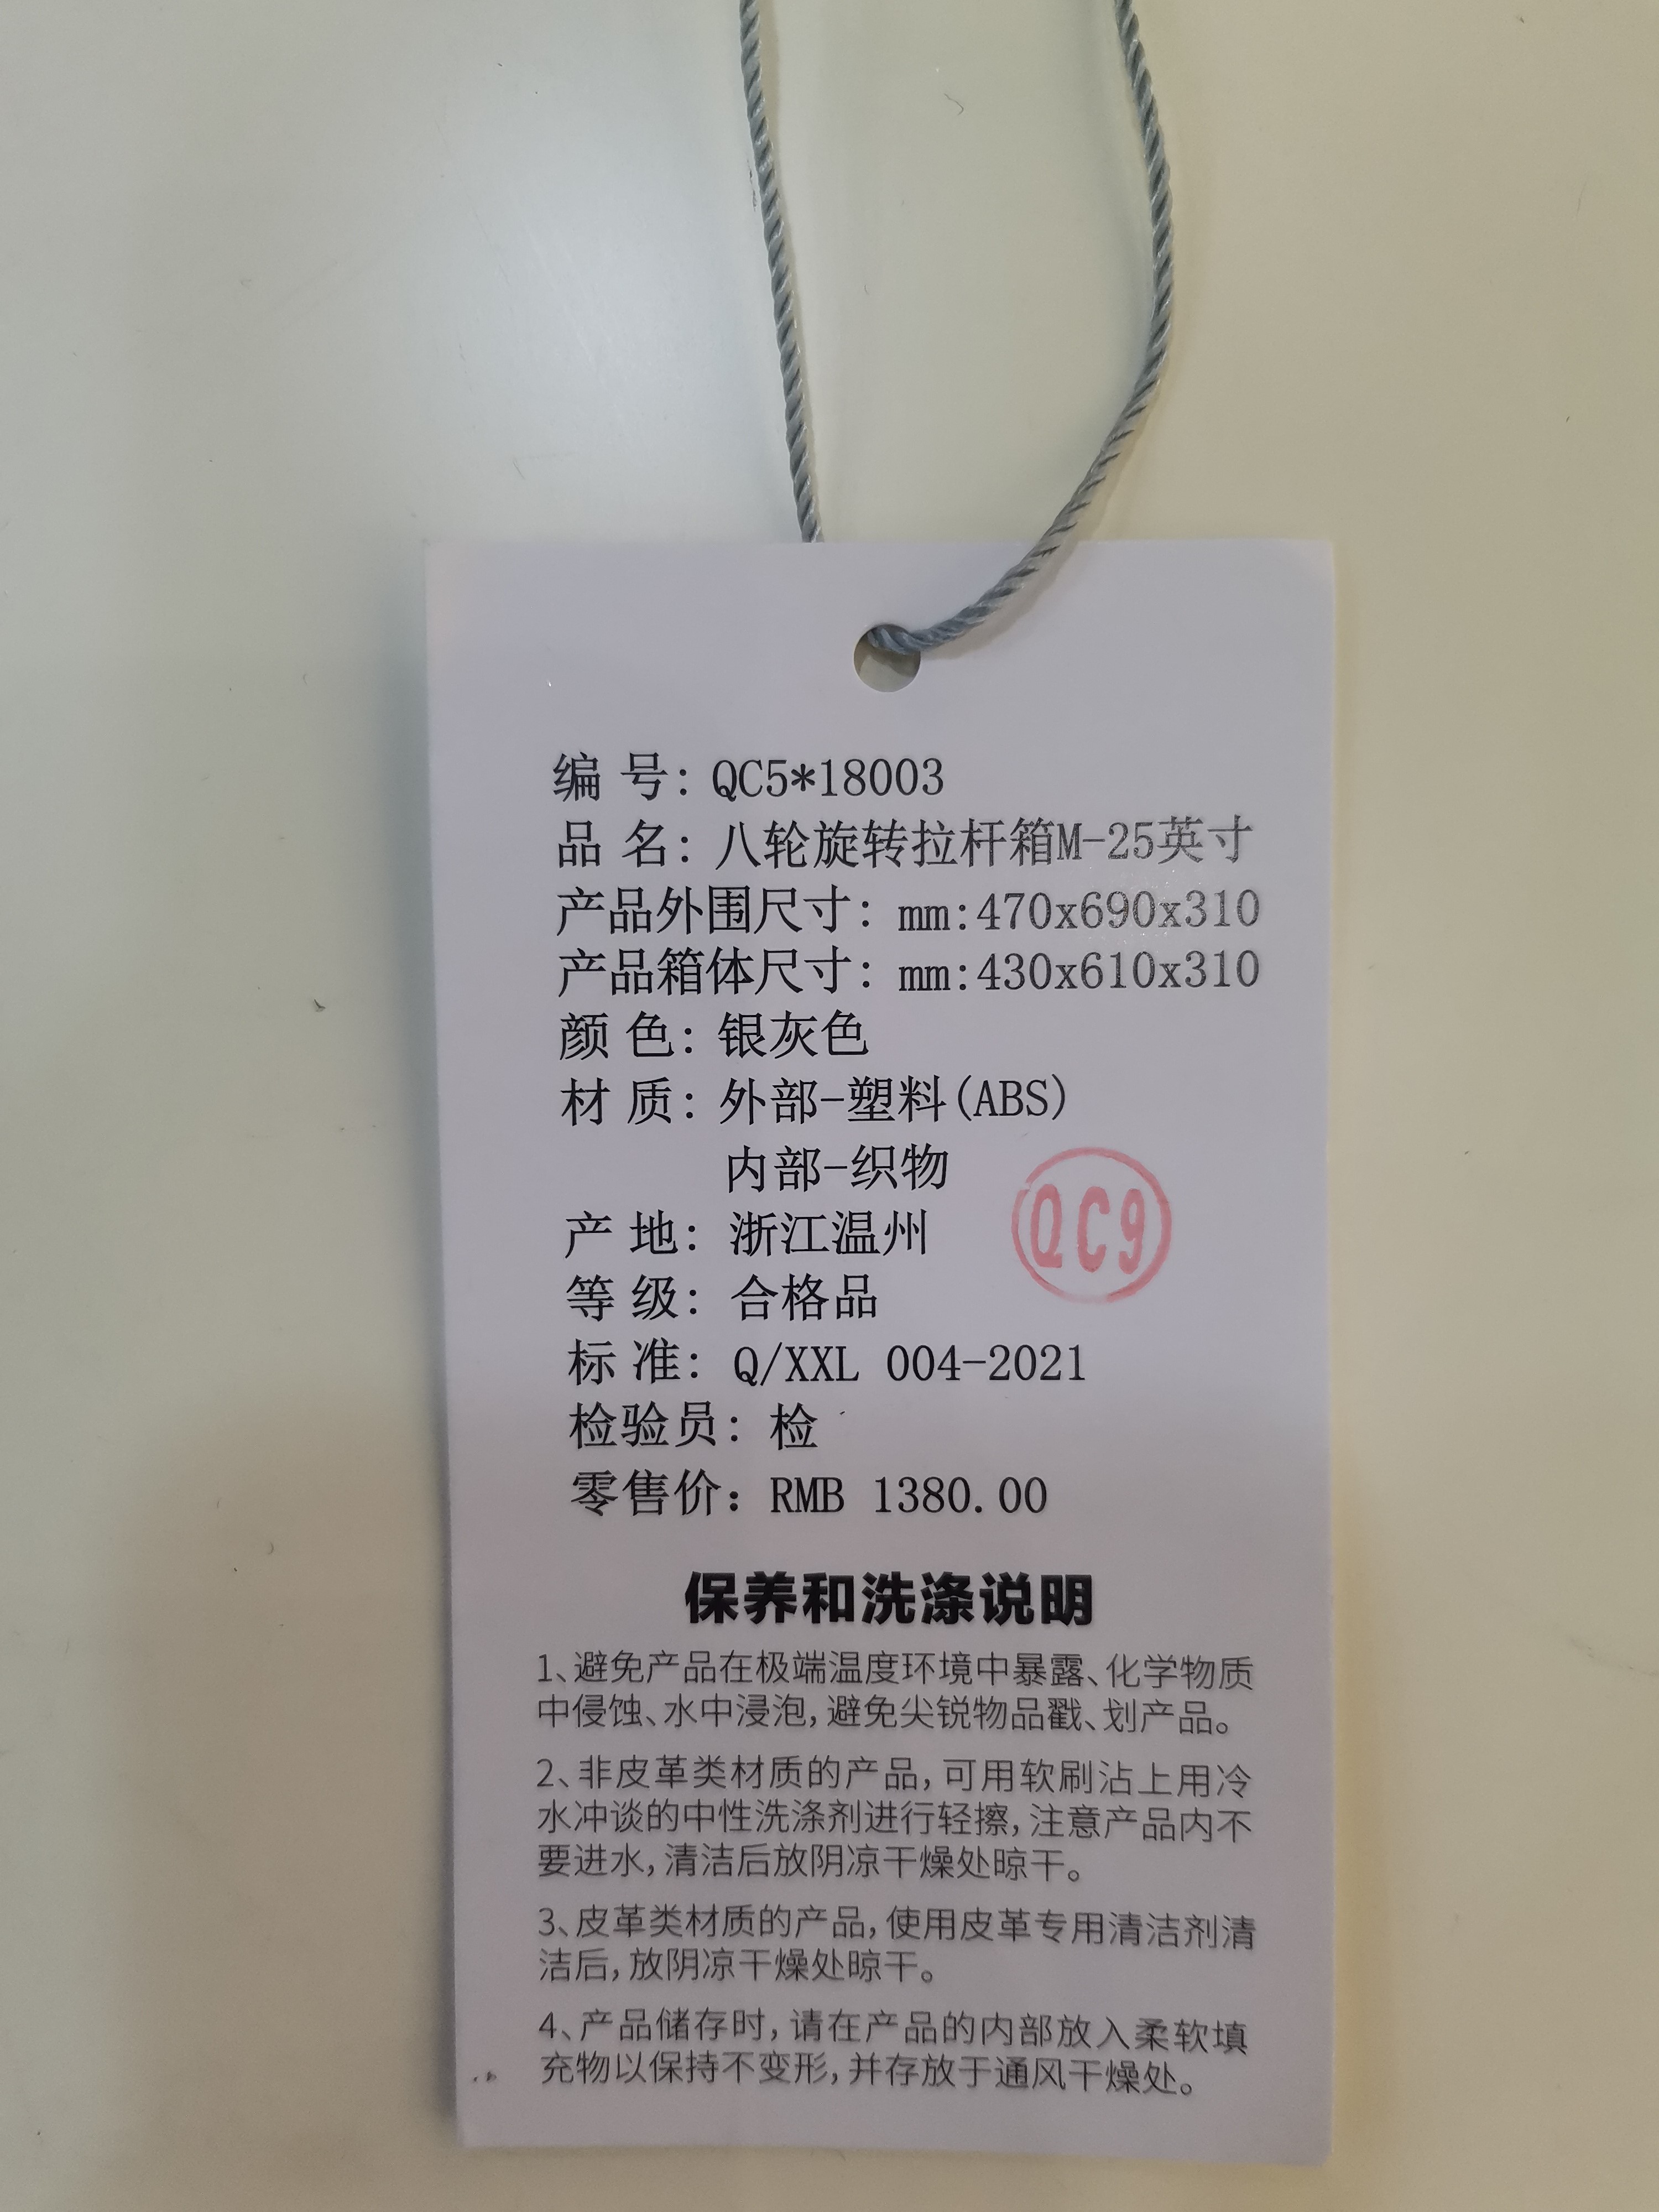 编 号：QC5*18003
品 名：八轮旋转拉杆箱M-25英寸
产品外围尺寸：mm:470x690x310
产品箱体尺寸：mm:430x610x310
颜 色：银灰色
材 质：外部-塑料(ABS)
内部-织物
QC9
产 地：浙江温州
等 级：合格品
标 准：Q/XXL 004-2021
检验员：检
零售价：RMB 1380.00
保养和洗涤说明
1、避免产品在极端温度环境中暴露、化学物质
中侵蚀、水中浸泡，避免尖锐物品戳、划产品。
2、非皮革类材质的产品，可用软刷沾上用冷
水冲谈的中性洗涤剂进行轻擦，注意产品内不
要进水，清洁后放阴凉干燥处晾干。
3、皮革类材质的产品，使用皮革专用清洁剂清
洁后，放阴凉干燥处晾干。
4、产品储存时，请在产品的内部放入柔软填
充物以保持不变形，并存放于通风干燥处。